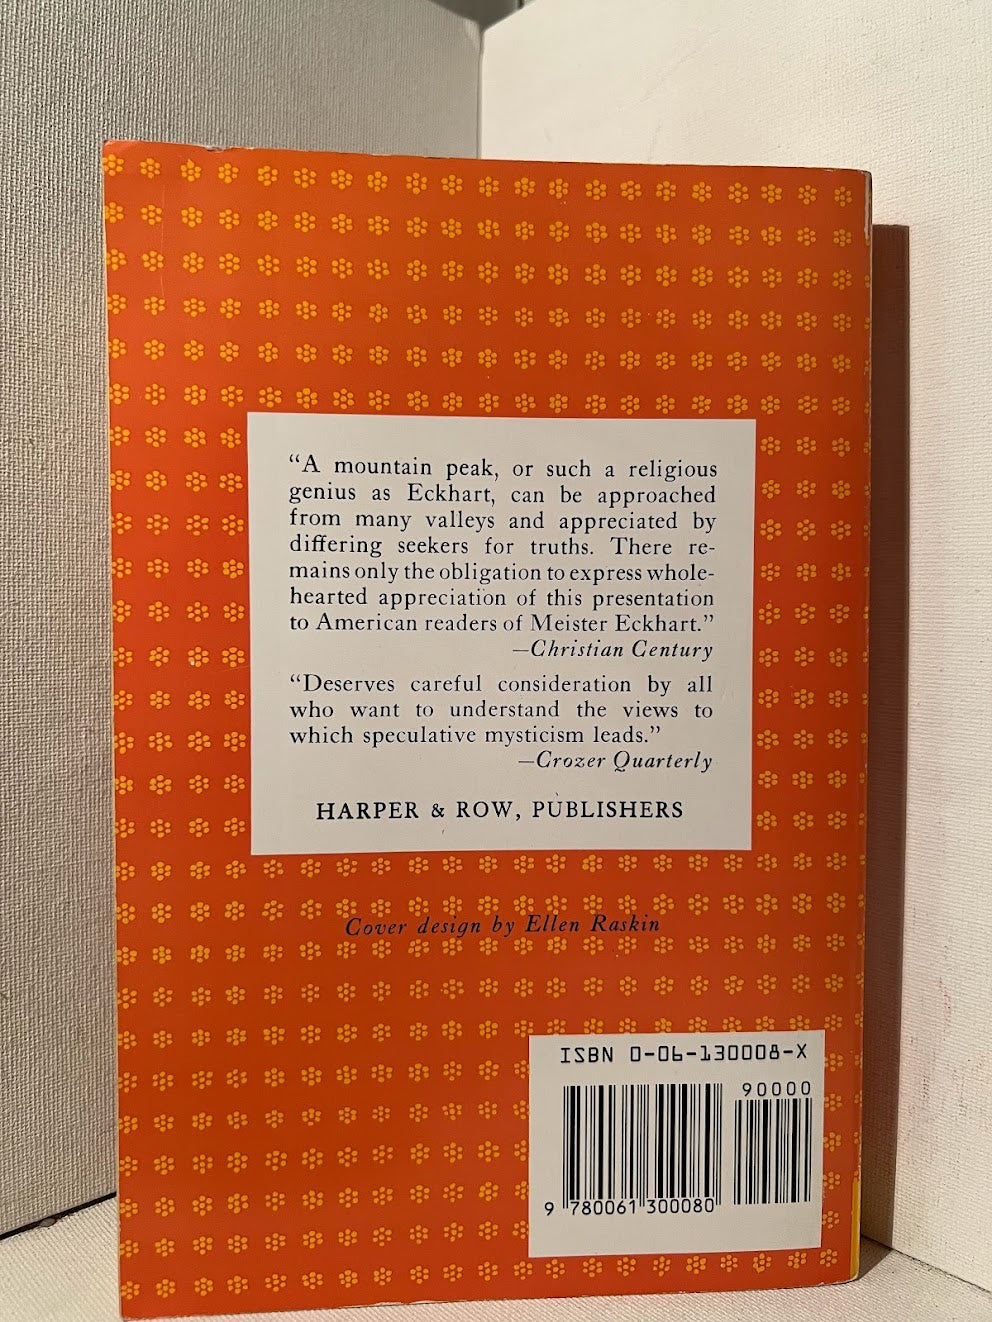 “A mountain peak, or such a religious
genius as Eckhart, can be approached
from many valleys and appreciated by
differing seekers for truths. There re-
mains only the obligation to express whole-
hearted appreciation of this presentation
to American readers of Meister Eckhart.”
—Christian Century
“Deserves careful consideration by all
who want to understand the views to
which speculative mysticism leads.”
—Crozer Quarterly
HARPER & ROW, PUBLISHERS
Cover design by Ellen Raskin
ISBN 0-06-130008-X
90000
9 780061 300080